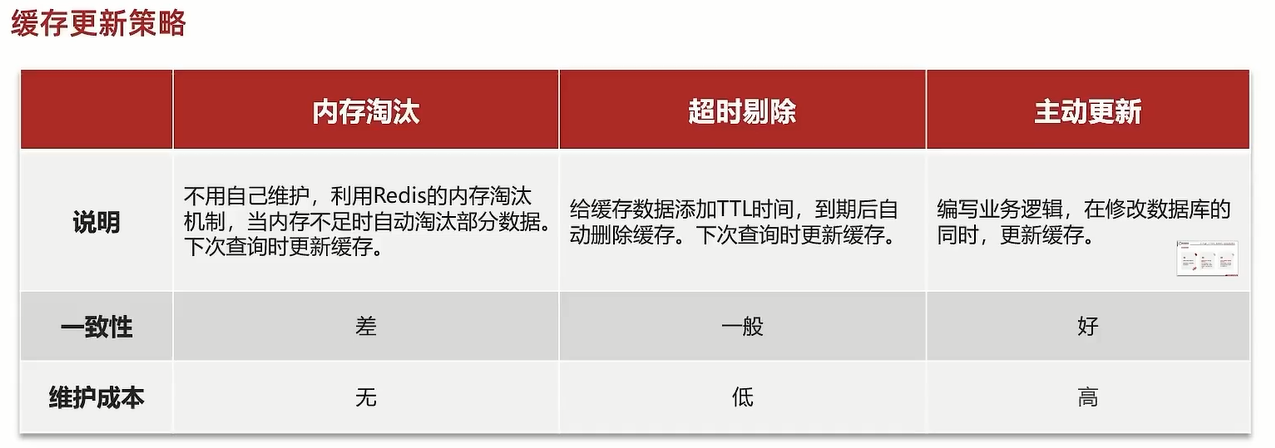 缓存更新策略
内存淘汰
超时剔除
主动更新
说明
不用自己维护，利用Redis的内存淘汰
机制，当内存不足时自动淘汰部分数据。
下次查询时更新缓存。
给缓存数据添加TTL时间，到期后自
动删除缓存。下次查询时更新缓存。
编写业务逻辑，在修改数据库的
同时，更新缓存。
一致性
差
一般
好
维护成本
无
低
高